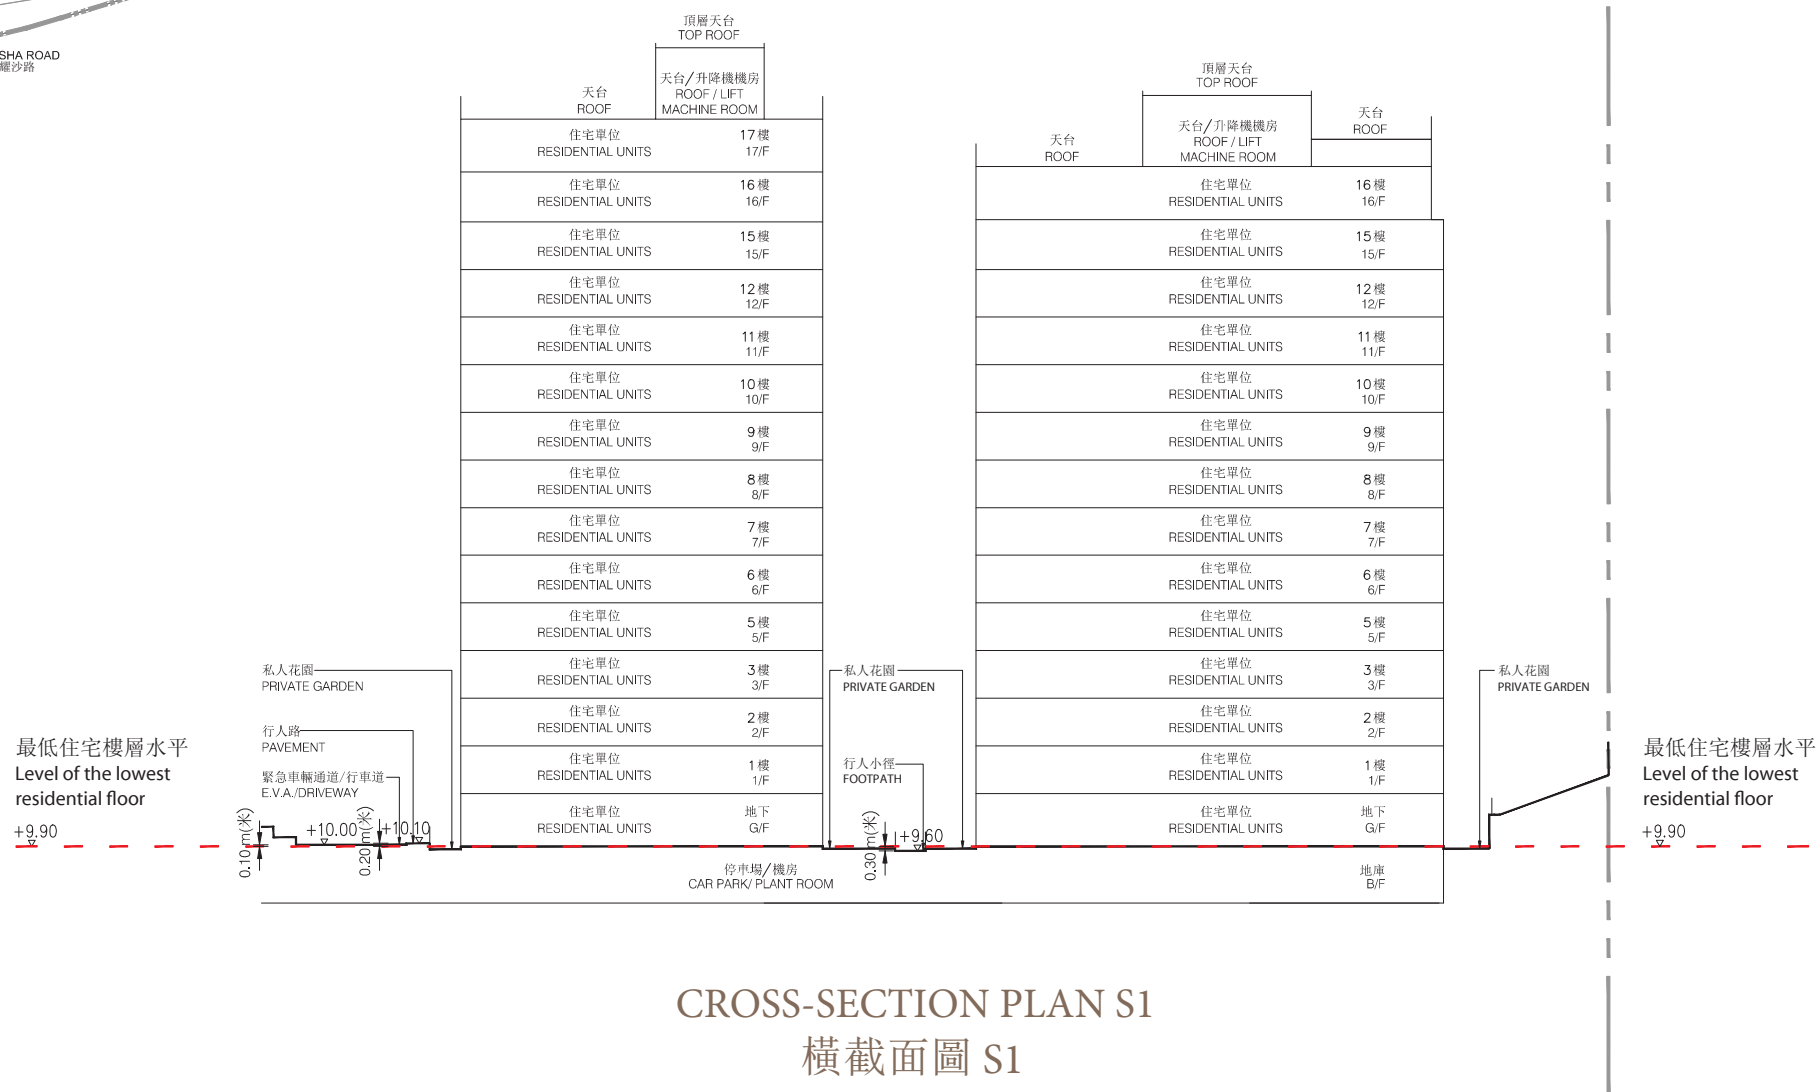 SHA ROAD
耀沙路
頂層天台
TOP ROOF
天台/升降機機房
ROOF / LIFT
MACHINE ROOM
天台
ROOF
住宅單位 17樓
RESIDENTIAL UNITS 17/F
住宅單位 16樓
RESIDENTIAL UNITS 16/F
住宅單位 15樓
RESIDENTIAL UNITS 15/F
住宅單位 12樓
RESIDENTIAL UNITS 12/F
住宅單位 11樓
RESIDENTIAL UNITS 11/F
住宅單位 10樓
RESIDENTIAL UNITS 10/F
住宅單位 9樓
RESIDENTIAL UNITS 9/F
住宅單位 8樓
RESIDENTIAL UNITS 8/F
住宅單位 7樓
RESIDENTIAL UNITS 7/F
住宅單位 6樓
RESIDENTIAL UNITS 6/F
住宅單位 5樓
RESIDENTIAL UNITS 5/F
住宅單位 3樓
RESIDENTIAL UNITS 3/F
住宅單位 2樓
RESIDENTIAL UNITS 2/F
住宅單位 1樓
RESIDENTIAL UNITS 1/F
住宅單位 地下
RESIDENTIAL UNITS G/F
頂層天台
TOP ROOF
天台
ROOF
天台/升降機機房
ROOF / LIFT
MACHINE ROOM
天台
ROOF
住宅單位 16樓
RESIDENTIAL UNITS 16/F
住宅單位 15樓
RESIDENTIAL UNITS 15/F
住宅單位 12樓
RESIDENTIAL UNITS 12/F
住宅單位 11樓
RESIDENTIAL UNITS 11/F
住宅單位 10樓
RESIDENTIAL UNITS 10/F
住宅單位 9樓
RESIDENTIAL UNITS 9/F
住宅單位 8樓
RESIDENTIAL UNITS 8/F
住宅單位 7樓
RESIDENTIAL UNITS 7/F
住宅單位 6樓
RESIDENTIAL UNITS 6/F
住宅單位 5樓
RESIDENTIAL UNITS 5/F
住宅單位 3樓
RESIDENTIAL UNITS 3/F
住宅單位 2樓
RESIDENTIAL UNITS 2/F
住宅單位 1樓
RESIDENTIAL UNITS 1/F
住宅單位 地下
RESIDENTIAL UNITS G/F
私人花園
PRIVATE GARDEN
行人路
PAVEMENT
緊急車輛通道/行車道
E.V.A./DRIVEWAY
私人花園
PRIVATE GARDEN
行人小徑
FOOTPATH
私人花園
PRIVATE GARDEN
最低住宅樓層水平
Level of the lowest
residential floor
+9.90
0.10 m(米)
+10.00
0.20 m(米)
+10.10
0.30 m(米)
+9.60
最低住宅樓層水平
Level of the lowest
residential floor
+9.90
停車場/機房
CAR PARK/ PLANT ROOM
地庫
B/F
CROSS-SECTION PLAN S1
橫截面圖 S1